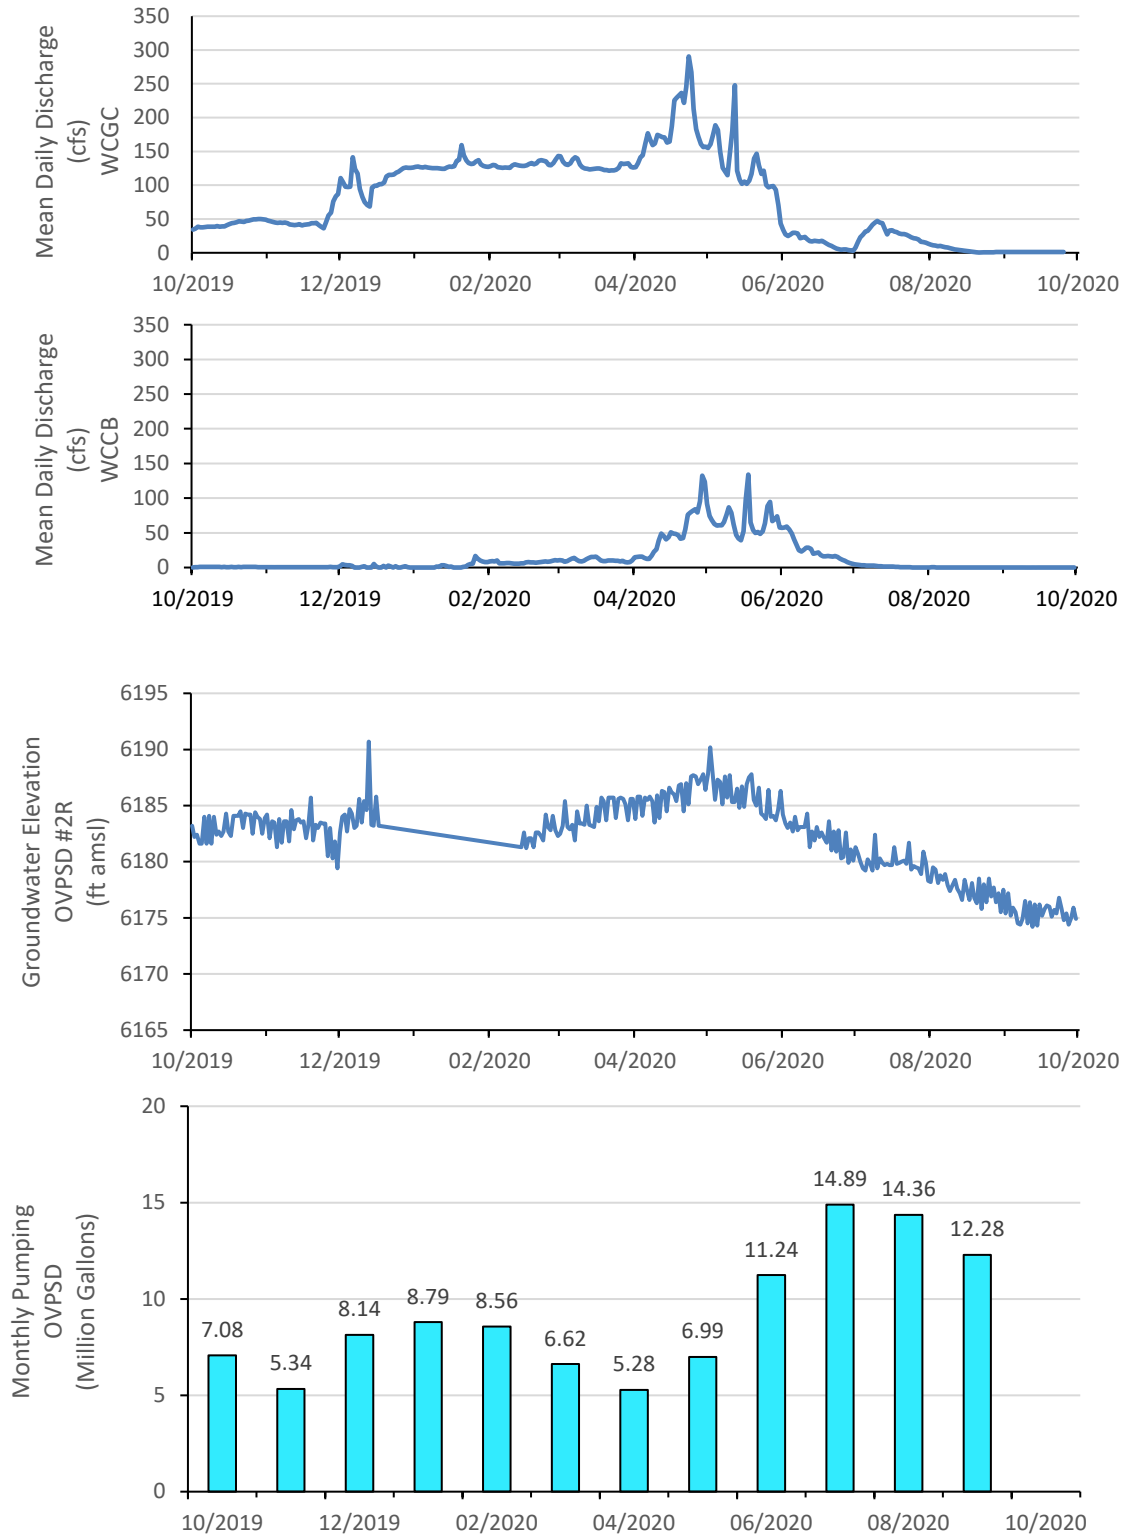 Mean Daily Discharge
(cfs)
WCGC
350
300
250
200
150
100
50
0
10/2019 12/2019 02/2020 04/2020 06/2020 08/2020 10/2020
Mean Daily Discharge
(cfs)
WCCB
350
300
250
200
150
100
50
0
10/2019 12/2019 02/2020 04/2020 06/2020 08/2020 10/2020
Groundwater Elevation
OVPSD #2R
(ft amsl)
6195
6190
6185
6180
6175
6170
6165
10/2019 12/2019 02/2020 04/2020 06/2020 08/2020 10/2020
Monthly Pumping
OVPSD
(Million Gallons)
20
15
10
5
0
7.08 5.34 8.14 8.79 8.56 6.62 5.28 6.99 11.24 14.89 14.36 12.28
10/2019 12/2019 02/2020 04/2020 06/2020 08/2020 10/2020